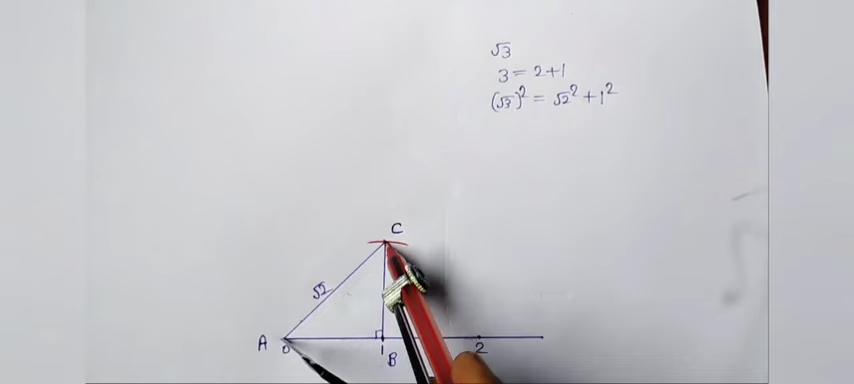 √3
3 = 2+1
(√3)² = √2² + 1²
C
√2
A
0 1 2
B